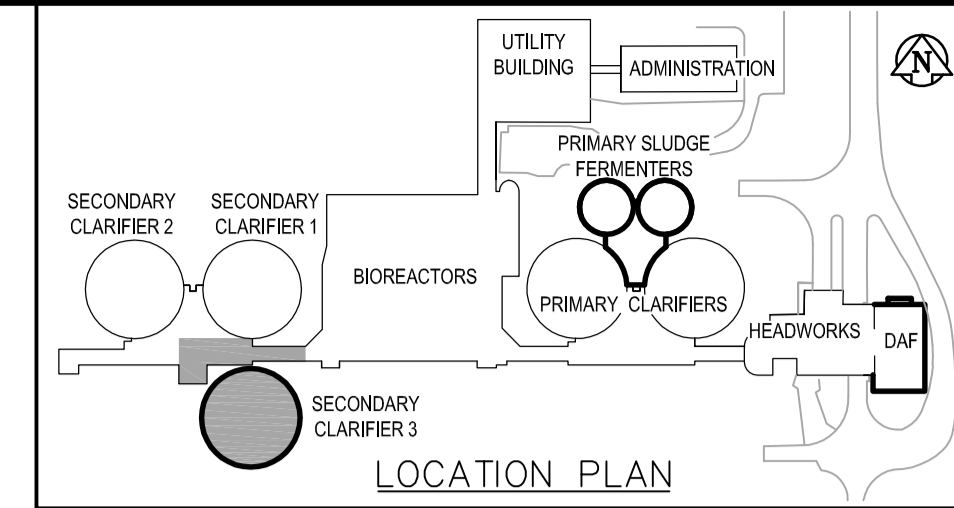 UTILITY
BUILDING
ADMINISTRATION
N
PRIMARY SLUDGE
FERMENTERS
SECONDARY
CLARIFIER 2
SECONDARY
CLARIFIER 1
BIOREACTORS
PRIMARY CLARIFIERS
HEADWORKS
DAF
SECONDARY
CLARIFIER 3
LOCATION PLAN